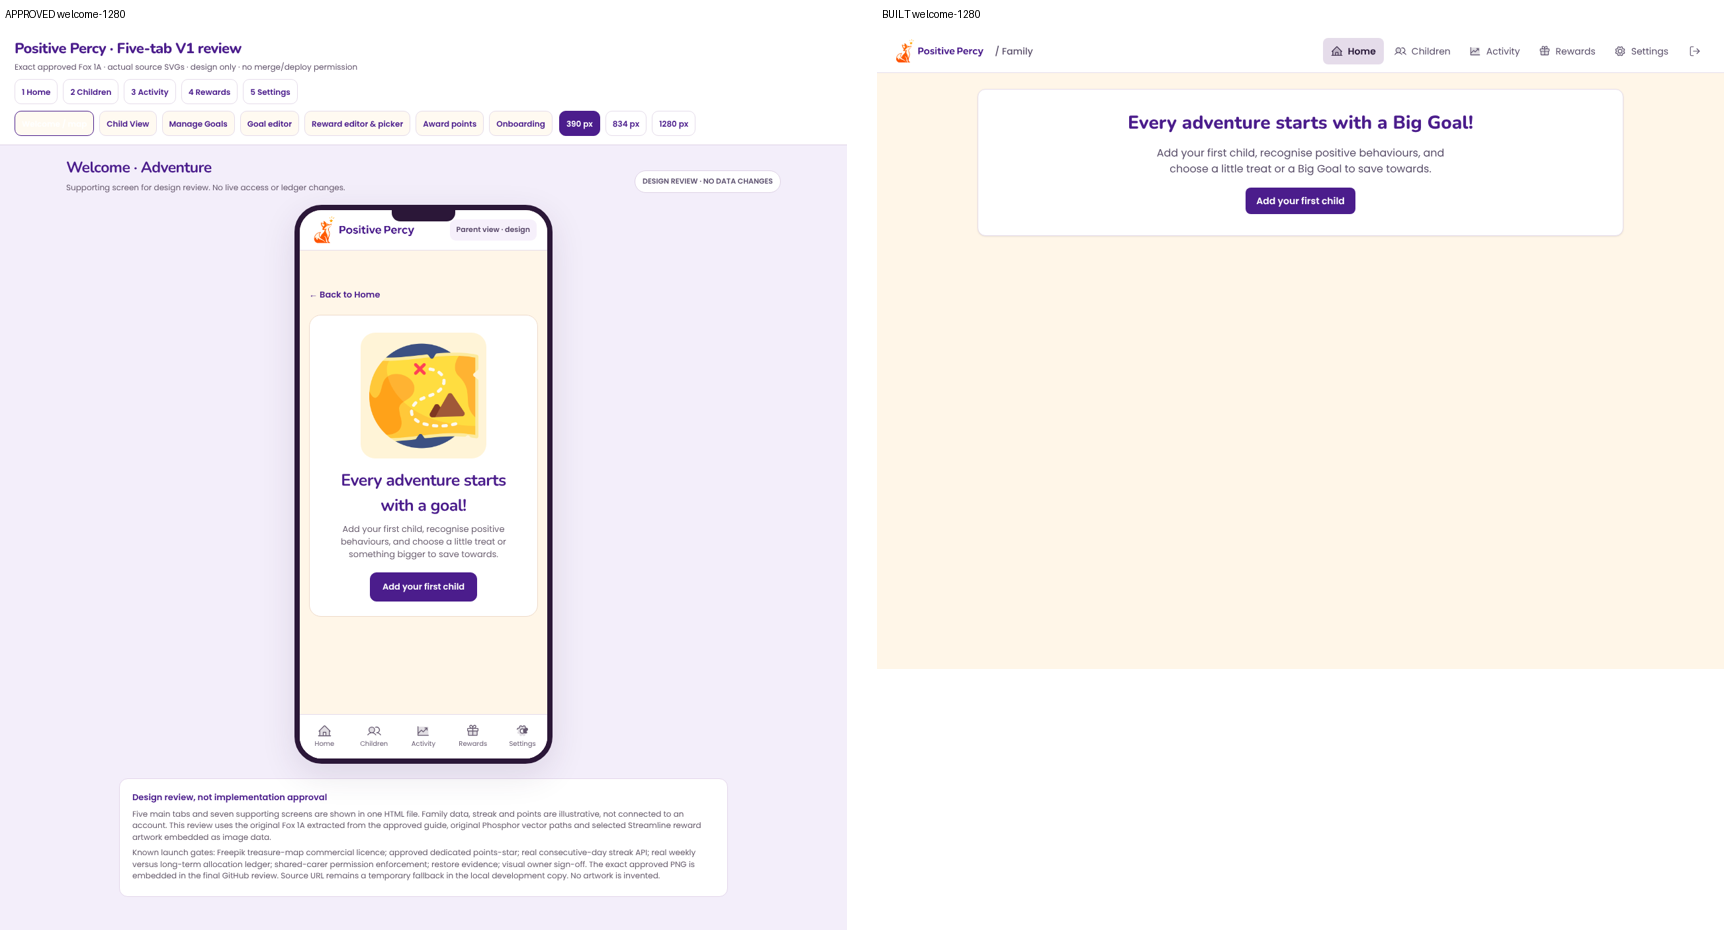 APPROVED welcome-1280
Positive Percy · Five-tab V1 review
Exact approved Fox 1A · actual source SVGs · design only · no merge/deploy permission
1 Home
2 Children
3 Activity
4 Rewards
5 Settings
Child View
Manage Goals
Goal editor
Reward editor & picker
Award points
Onboarding
390 px
834 px
1280 px
Welcome · Adventure
Supporting screen for design review. No live access or ledger changes.
DESIGN REVIEW · NO DATA CHANGES
Positive Percy
Parent view · design
← Back to Home
Every adventure starts
with a goal!
Add your first child, recognise positive
behaviours, and choose a little treat or
something bigger to save towards.
Add your first child
Home
Children
Activity
Rewards
Settings
Design review, not implementation approval
Five main tabs and seven supporting screens are shown in one HTML file. Family data, streak and points are illustrative, not connected to an
account. This review uses the original Fox 1A extracted from the approved guide, original Phosphor vector paths and selected Streamline reward
artwork embedded as image data.
Known launch gates: Freepik treasure-map commercial licence; approved dedicated points-star; real consecutive-day streak API; real weekly
versus long-term allocation ledger; shared-carer permission enforcement; restore evidence; visual owner sign-off. The exact approved PNG is
embedded in the final GitHub review. Source URL remains a temporary fallback in the local development copy. No artwork is invented.
BUILT welcome-1280
Positive Percy
/ Family
Home
Children
Activity
Rewards
Settings
Every adventure starts with a Big Goal!
Add your first child, recognise positive behaviours, and
choose a little treat or a Big Goal to save towards.
Add your first child